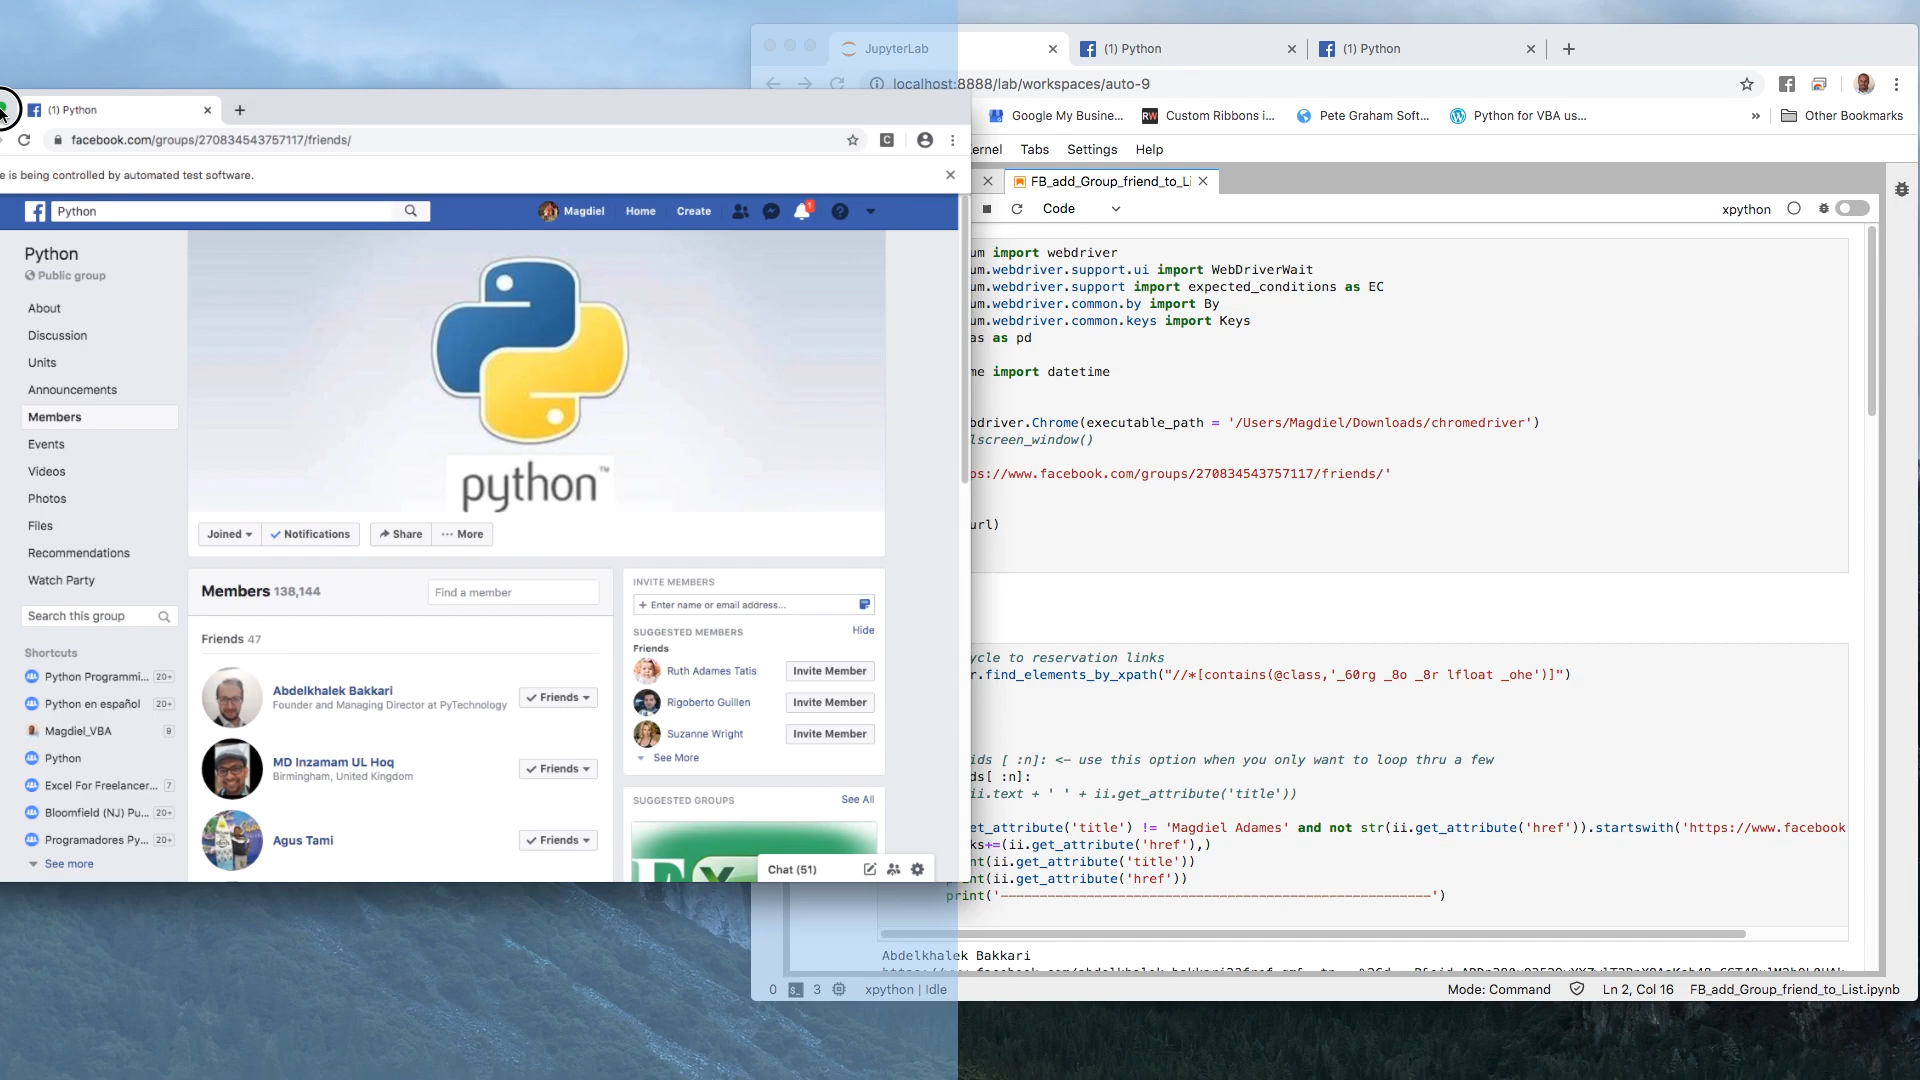 JupyterLab
(1) Python
(1) Python
localhost:8888/lab/workspaces/auto-9
Google My Busine...
Custom Ribbons i...
Pete Graham Soft...
Python for VBA us...
»
Other Bookmarks
Tabs
Settings
Help
FB_add_Group_friend_to_Li
Code
xpython
um import webdriver
um.webdriver.support.ui import WebDriverWait
um.webdriver.support import expected_conditions as EC
um.webdriver.common.by import By
um.webdriver.common.keys import Keys
as as pd
me import datetime
bdriver.Chrome(executable_path = '/Users/Magdiel/Downloads/chromedriver')
lscreen_window()
ps://www.facebook.com/groups/270834543757117/friends/'
url)
ycle to reservation links
r.find_elements_by_xpath("//*[contains(@class,'_60rg _8o _8r lfloat _ohe')]")
ids [ :n]: <- use this option when you only want to loop thru a few
ds[ :n]:
ii.text + ' ' + ii.get_attribute('title'))
et_attribute('title') != 'Magdiel Adames' and not str(ii.get_attribute('href')).startswith('https://www.facebook
ks+=(ii.get_attribute('href'),)
nt(ii.get_attribute('title'))
print(ii.get_attribute('href'))
Abdelkhalek Bakkari
0
3
xpython | Idle
Mode: Command
Ln 2, Col 16
FB_add_Group_friend_to_List.ipynb
(1) Python
facebook.com/groups/270834543757117/friends/
e is being controlled by automated test software.
Python
Magdiel
Home
Create
1
Python
Public group
About
Discussion
Units
Announcements
Members
Events
Videos
Photos
Files
Recommendations
Watch Party
Search this group
Shortcuts
Python Programmi... 20+
Python en español 20+
Magdiel_VBA 9
Python
Excel For Freelancer... 7
Bloomfield (NJ) Pu... 20+
Programadores Py... 20+
See more
python™
Joined
Notifications
Share
More
Members 138,144
Find a member
Friends 47
Abdelkhalek Bakkari
Founder and Managing Director at PyTechnology
Friends
MD Inzamam UL Hoq
Birmingham, United Kingdom
Friends
Agus Tami
Friends
INVITE MEMBERS
+ Enter name or email address...
SUGGESTED MEMBERS
Hide
Friends
Ruth Adames Tatis
Invite Member
Rigoberto Guillen
Invite Member
Suzanne Wright
Invite Member
See More
SUGGESTED GROUPS
See All
Chat (51)